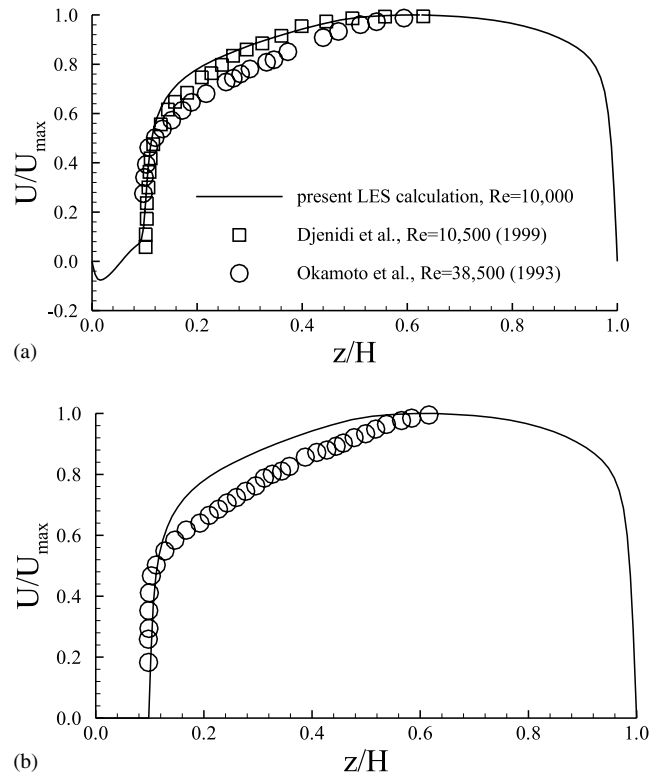 1.0
0.8
0.6
0.4
0.2
0.0
-0.2
U/Umax
present LES calculation, Re=10,000
Djenidi et al., Re=10,500 (1999)
Okamoto et al., Re=38,500 (1993)
0.0 0.2 0.4 0.6 0.8 1.0
z/H
(a)
1.0
0.8
0.6
0.4
0.2
0.0
U/Umax
0.0 0.2 0.4 0.6 0.8 1.0
z/H
(b)